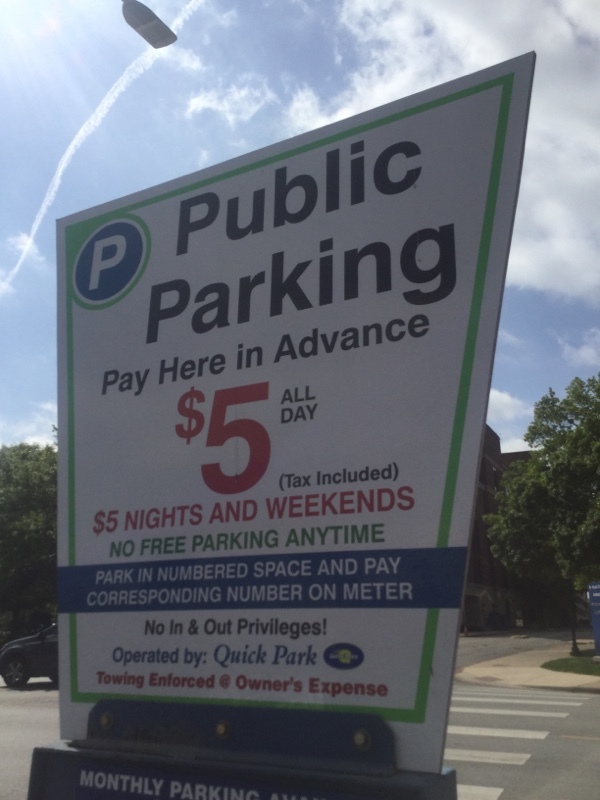 P
Public
Parking
Pay Here in Advance
$5 ALL DAY
(Tax Included)
$5 NIGHTS AND WEEKENDS
NO FREE PARKING ANYTIME
PARK IN NUMBERED SPACE AND PAY
CORRESPONDING NUMBER ON METER
No In & Out Privileges!
Operated by: Quick Park
Towing Enforced @ Owner's Expense
MONTHLY PARKING